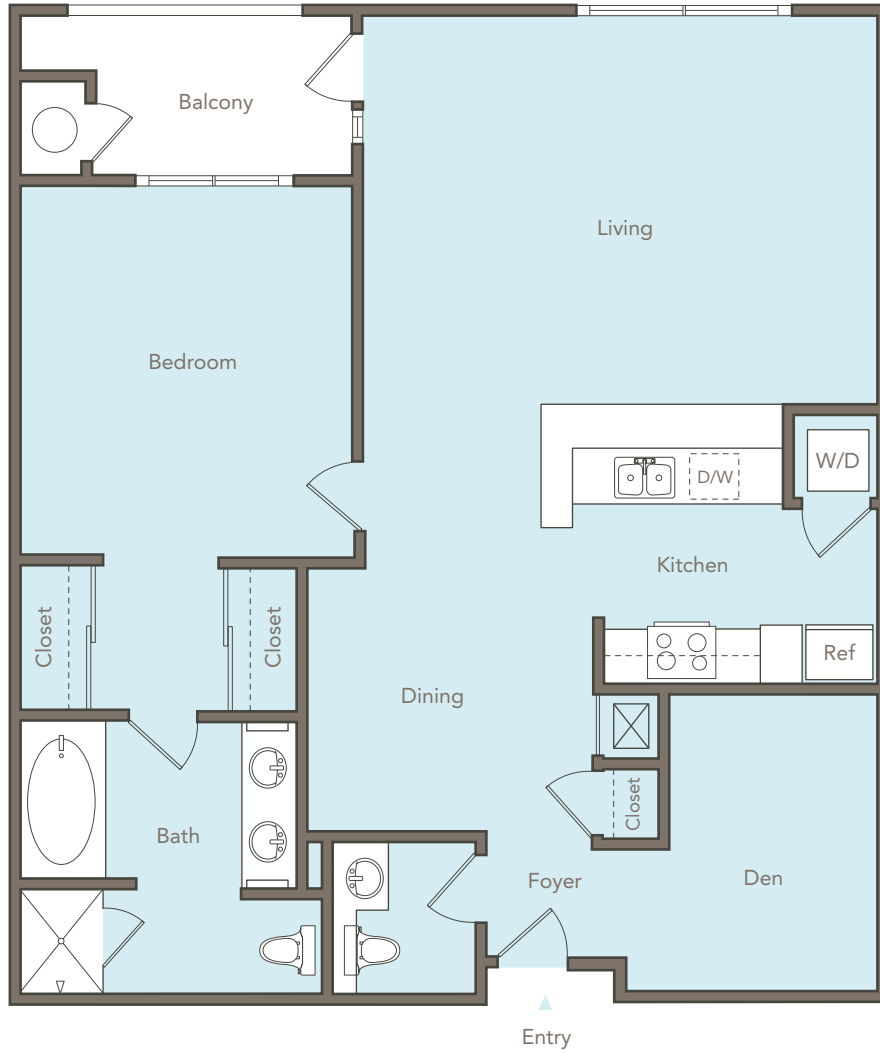 Balcony
Living
Bedroom
W/D
D/W
Kitchen
Closet
Closet
Ref
Dining
Closet
Bath
Foyer
Den
Entry